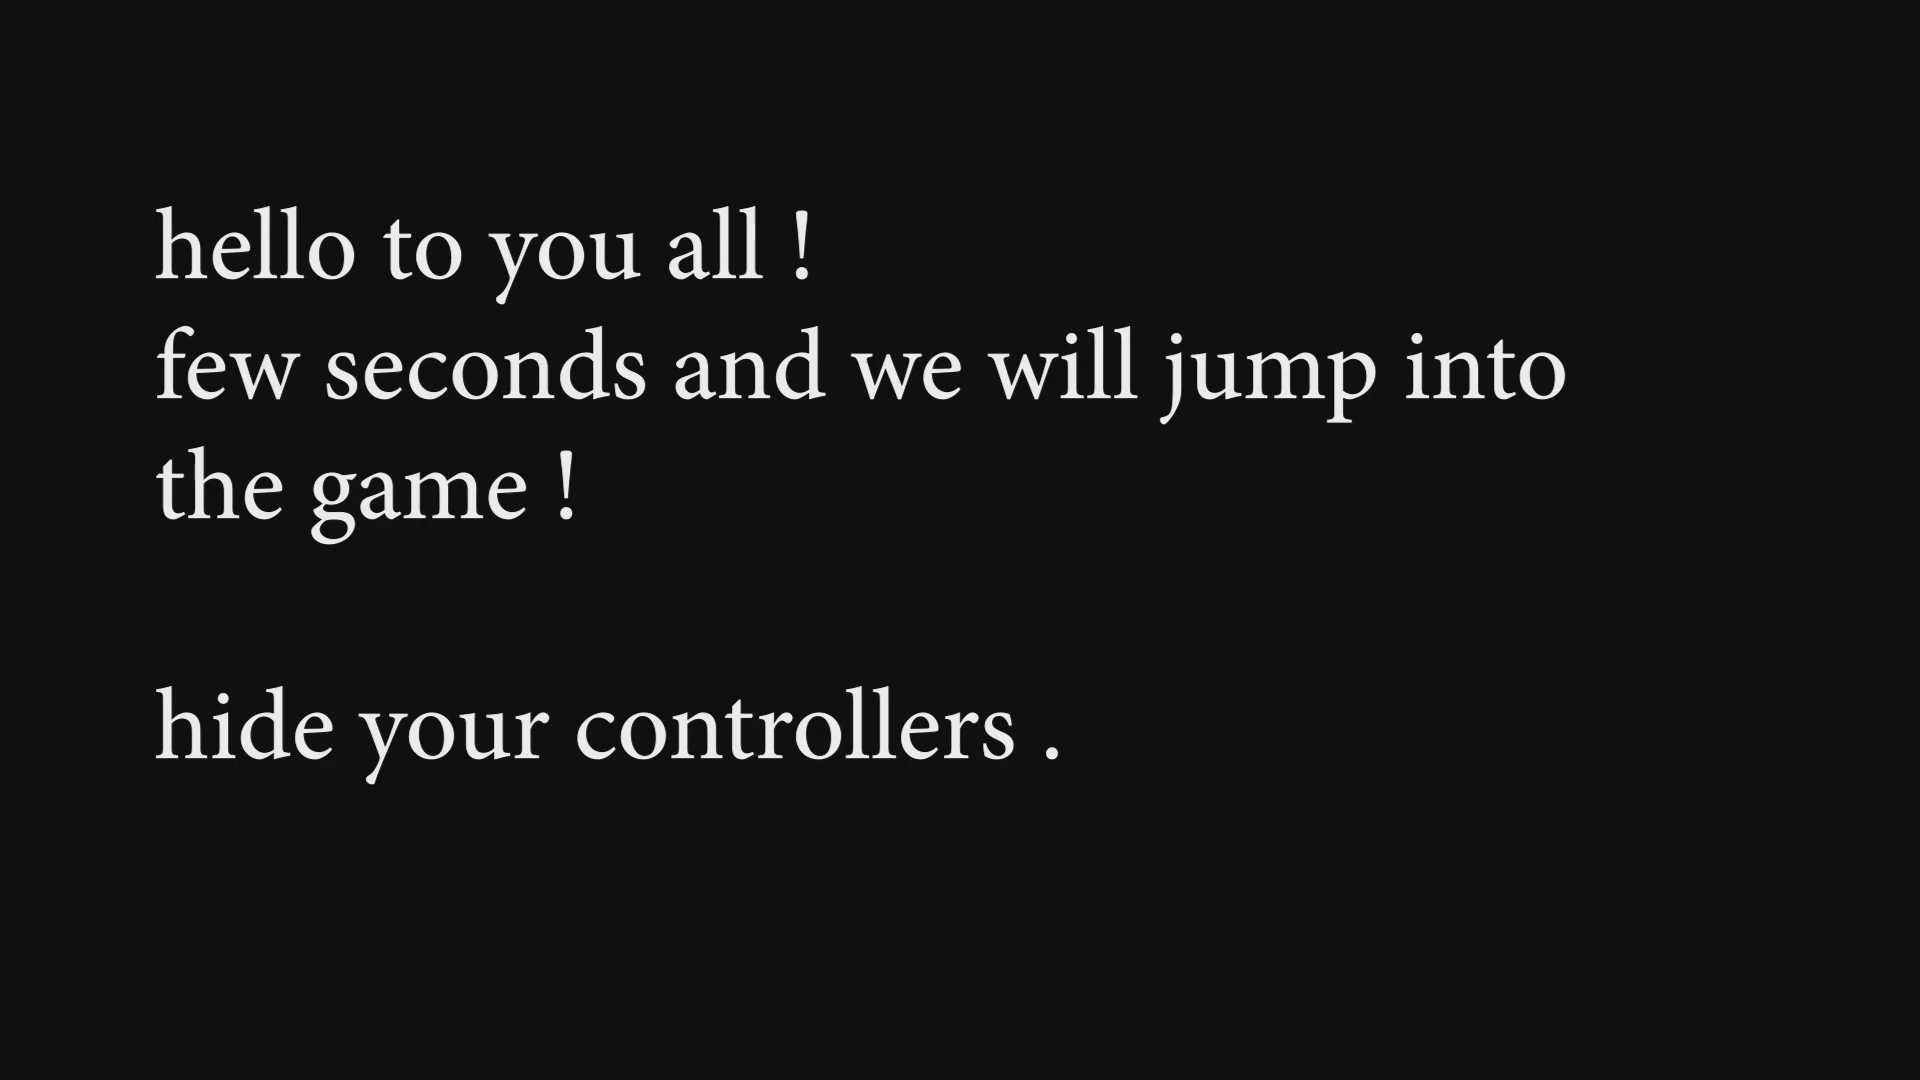 hello to you all !
few seconds and we will jump into
the game !
hide your controllers .